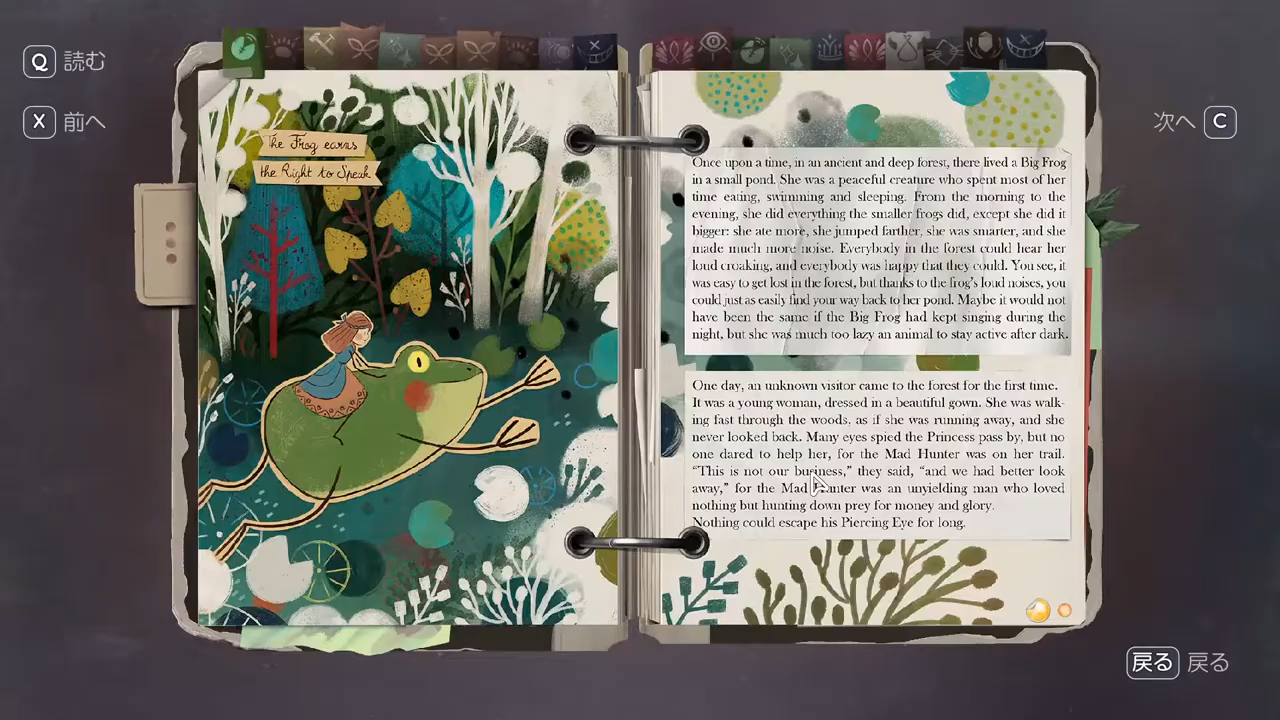 Q 読む
X 前へ
次へ C
The Frog earns
the Right to Speak
Once upon a time, in an ancient and deep forest, there lived a Big Frog
in a small pond. She was a peaceful creature who spent most of her
time eating, swimming and sleeping. From the morning to the
evening, she did everything the smaller frogs did, except she did it
bigger: she ate more, she jumped farther, she was smarter, and she
made much more noise. Everybody in the forest could hear her
loud croaking, and everybody was happy that they could. You see, it
was easy to get lost in the forest, but thanks to the frog's loud noises, you
could just as easily find your way back to her pond. Maybe it would not
have been the same if the Big Frog had kept singing during the
night, but she was much too lazy an animal to stay active after dark.
One day, an unknown visitor came to the forest for the first time.
It was a young woman, dressed in a beautiful gown. She was walk-
ing fast through the woods, as if she was running away, and she
never looked back. Many eyes spied the Princess pass by, but no
one dared to help her, for the Mad Hunter was on her trail.
“This is not our business,” they said, “and we had better look
away,” for the Mad Hunter was an unyielding man who loved
nothing but hunting down prey for money and glory.
Nothing could escape his Piercing Eye for long.
戻る 戻る